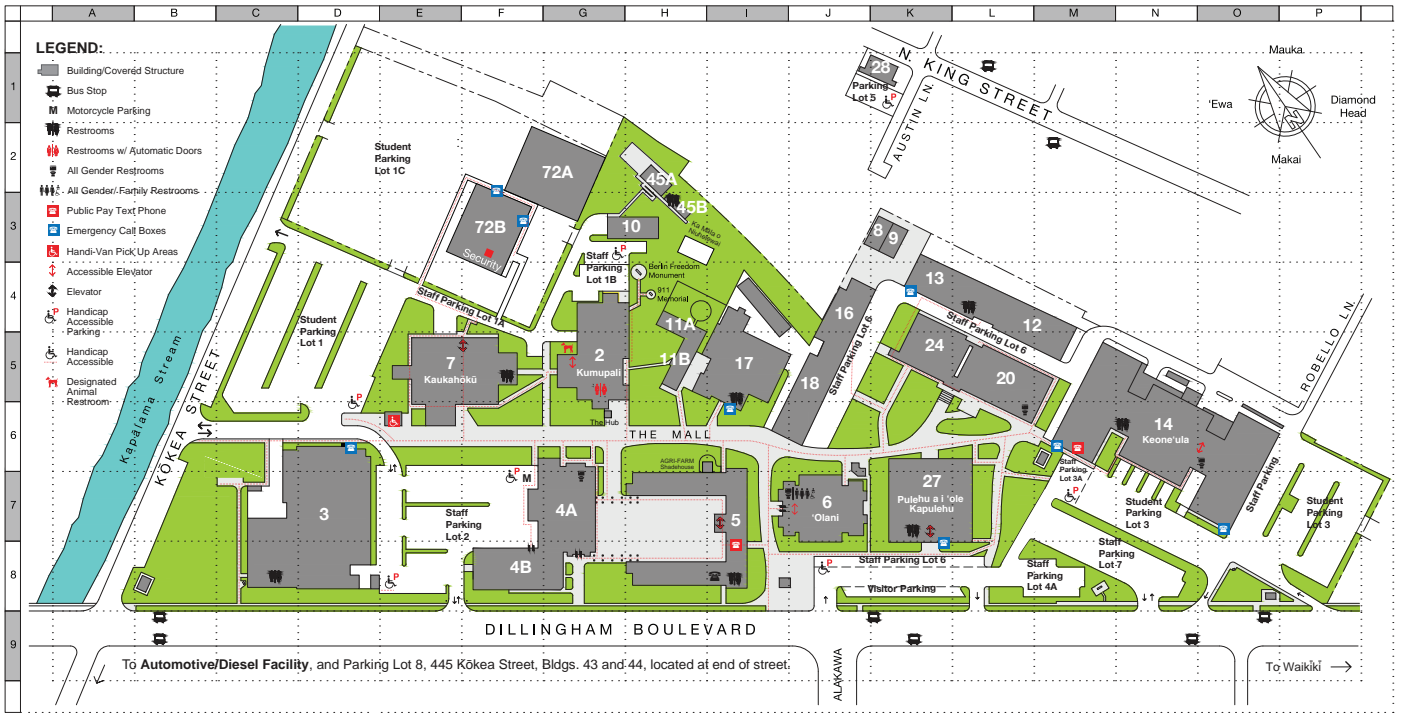 A B C D E F G H I J K L M N O P
1
2
3
4
5
6
7
8
9
LEGEND:
Building/Covered Structure
Bus Stop
M Motorcycle Parking
Restrooms
Restrooms w/ Automatic Doors
All Gender Restrooms
All Gender/ Family Restrooms
Public Pay Text Phone
Emergency Call Boxes
Handi-Van Pick Up Areas
Accessible Elevator
Elevator
P
Handicap
Accessible
Parking
Handicap
Accessible
Designated
Animal
Restroom
Mauka
'Ewa
Diamond
Head
Makai
N. KING STREET
AUSTIN LN.
28
Parking
Lot 5
P
Student
Parking
Lot 1C
72A
72B
Security
45A
45B
Ka Māla o
Niuhelewai
10
Staff
Parking
Lot 1B
P
Berlin Freedom
Monument
911
Memorial
8 9
13
12
16
18
Staff Parking Lot 6
Staff Parking Lot 6
24
20
Staff Parking Lot 1A
Student
Parking
Lot 1
11A
11B
17
7
Kaukahōkū
2
Kumupali
The Hub
P
THE MALL
14
Keone'ula
ROBELLO LN.
Kapālama Stream
KŌKEA STREET
3
Staff
Parking
Lot 2
P M
4A
4B
P
AGRI-FARM
Shadehouse
5
6
'Olani
27
Pulehu a i 'ole
Kapulehu
Staff
Parking
Lot 3A
P
Student
Parking
Lot 3
Staff Parking
Student
Parking
Lot 3
Staff
Parking
Lot 7
Staff
Parking
Lot 4A
P
Staff Parking Lot 6
Visitor Parking
DILLINGHAM BOULEVARD
ALAKAWA
To Automotive/Diesel Facility, and Parking Lot 8, 445 Kōkea Street, Bldgs. 43 and 44, located at end of street.
To Waikīkī